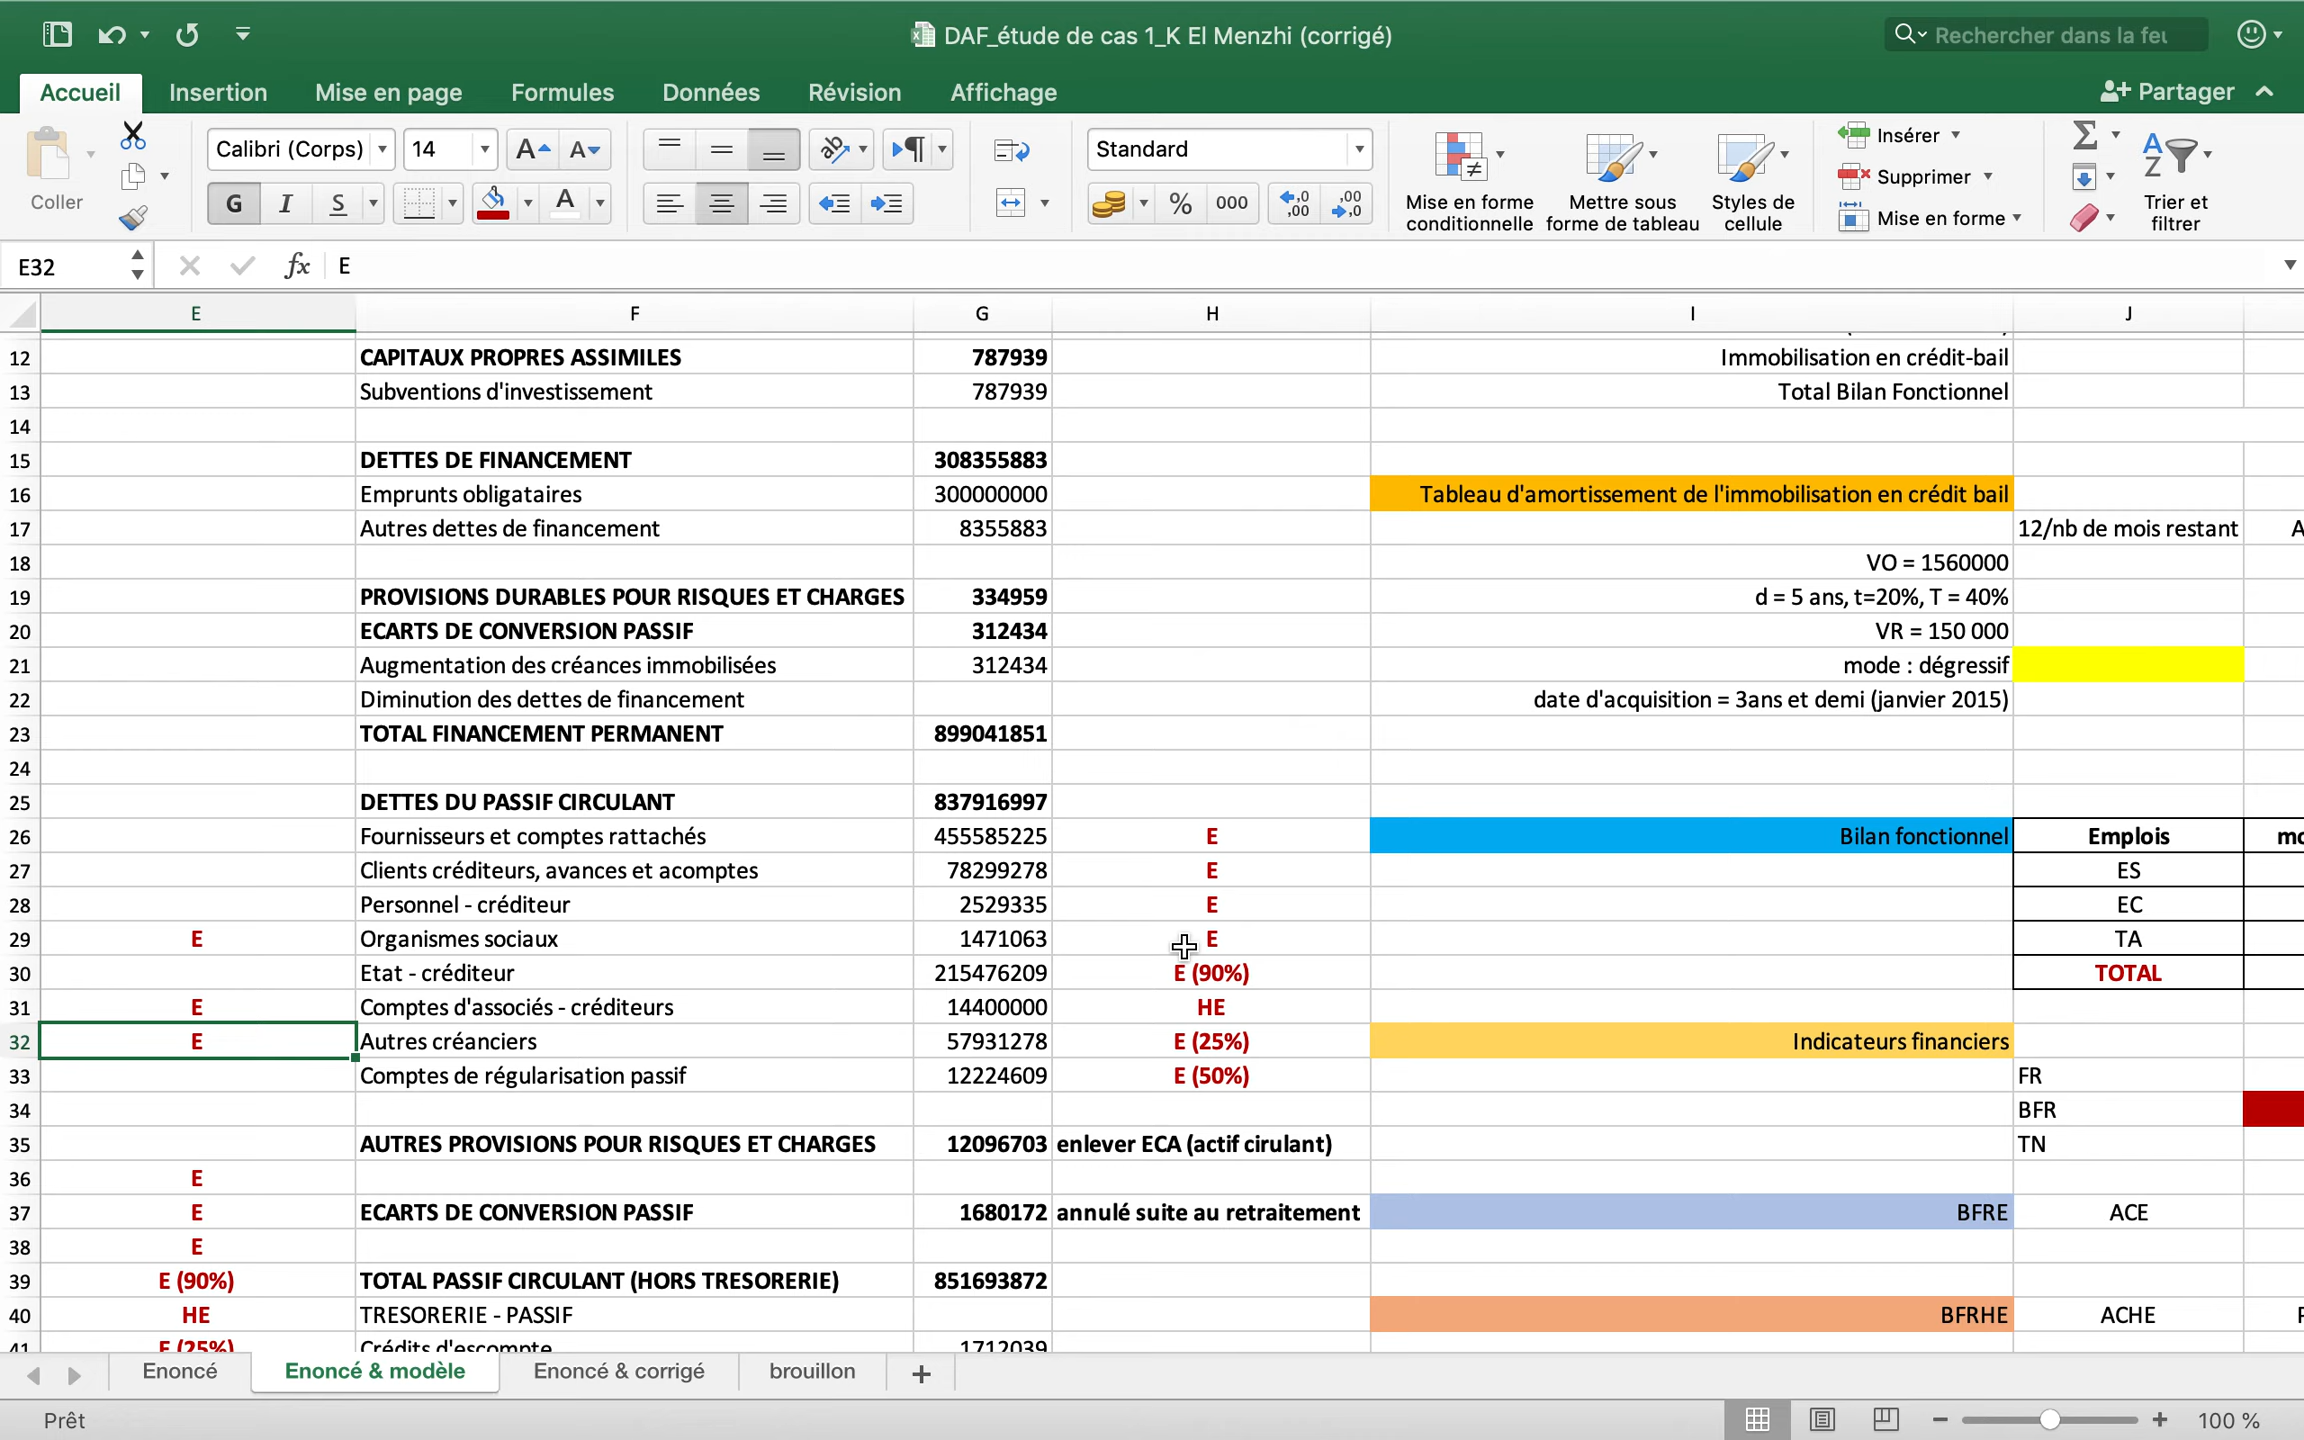 DAF_étude de cas 1_K El Menzhi (corrigé)
Rechercher dans la feu
Accueil Insertion Mise en page Formules Données Révision Affichage Partager
Coller
Calibri (Corps) 14 Standard
G I S
% 000
Mise en forme conditionnelle
Mettre sous forme de tableau
Styles de cellule
Insérer
Supprimer
Mise en forme
Trier et filtrer
E32 fx E
E F G H I J
12 CAPITAUX PROPRES ASSIMILES 787939 Immobilisation en crédit-bail
13 Subventions d'investissement 787939 Total Bilan Fonctionnel
14
15 DETTES DE FINANCEMENT 308355883
16 Emprunts obligataires 300000000 Tableau d'amortissement de l'immobilisation en crédit bail
17 Autres dettes de financement 8355883 12/nb de mois restant A
18 VO = 1560000
19 PROVISIONS DURABLES POUR RISQUES ET CHARGES 334959 d = 5 ans, t=20%, T = 40%
20 ECARTS DE CONVERSION PASSIF 312434 VR = 150 000
21 Augmentation des créances immobilisées 312434 mode : dégressif
22 Diminution des dettes de financement date d'acquisition = 3ans et demi (janvier 2015)
23 TOTAL FINANCEMENT PERMANENT 899041851
24
25 DETTES DU PASSIF CIRCULANT 837916997
26 Fournisseurs et comptes rattachés 455585225 E Bilan fonctionnel Emplois mo
27 Clients créditeurs, avances et acomptes 78299278 E ES
28 Personnel - créditeur 2529335 E EC
29 E Organismes sociaux 1471063 E TA
30 Etat - créditeur 215476209 E (90%) TOTAL
31 E Comptes d'associés - créditeurs 14400000 HE
32 E Autres créanciers 57931278 E (25%) Indicateurs financiers
33 Comptes de régularisation passif 12224609 E (50%) FR
34 BFR
35 AUTRES PROVISIONS POUR RISQUES ET CHARGES 12096703 enlever ECA (actif cirulant) TN
36 E
37 E ECARTS DE CONVERSION PASSIF 1680172 annulé suite au retraitement BFRE ACE
38 E
39 E (90%) TOTAL PASSIF CIRCULANT (HORS TRESORERIE) 851693872
40 HE TRESORERIE - PASSIF BFRHE ACHE
41 E (25%) Crédits d'escompte 1712039
Enoncé Enoncé & modèle Enoncé & corrigé brouillon
Prêt 100 %